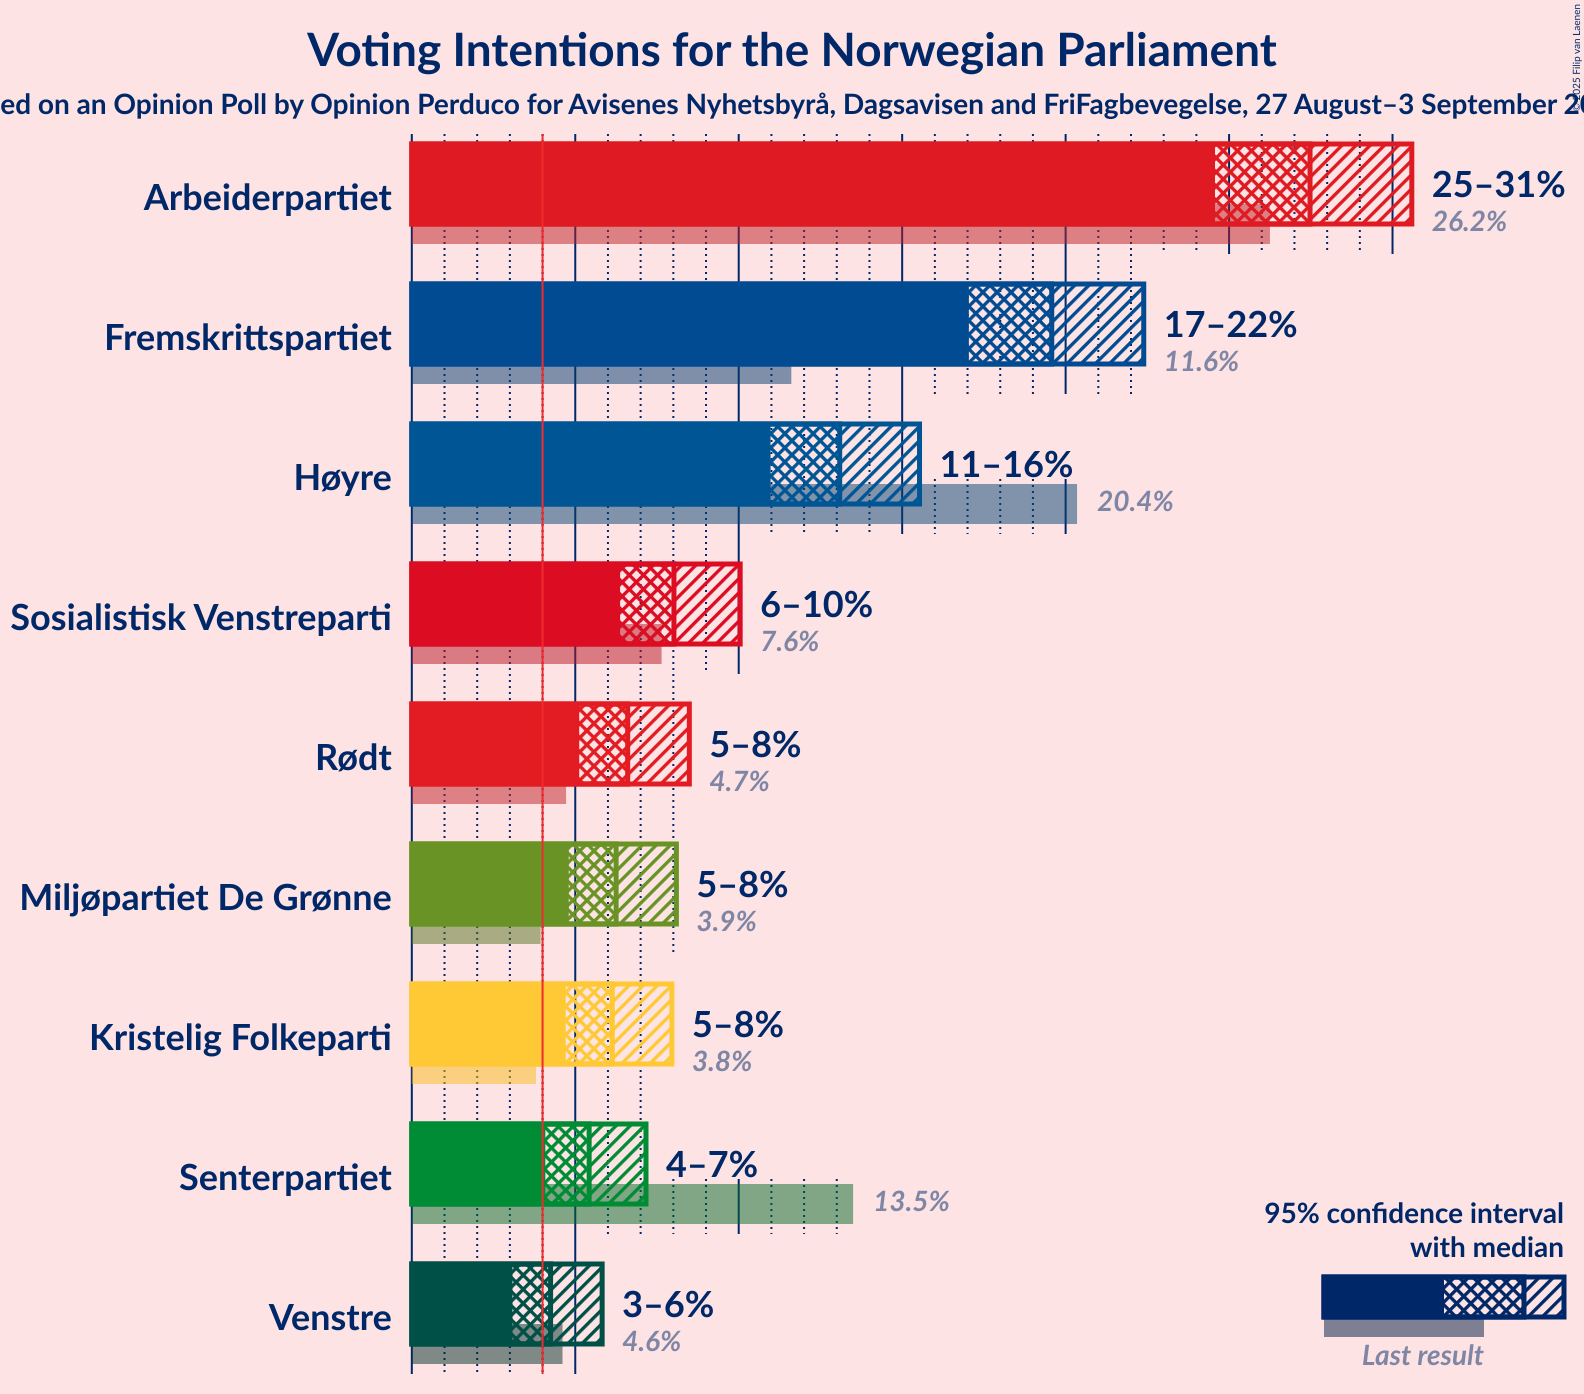 Voting Intentions for the Norwegian Parliament
ed on an Opinion Poll by Opinion Perduco for Avisenes Nyhetsbyrå, Dagsavisen and FriFagbevegelse, 27 August–3 September
© 2025 Filip van Laenen
Arbeiderpartiet
25–31%
26.2%
Fremskrittspartiet
17–22%
11.6%
Høyre
11–16%
20.4%
Sosialistisk Venstreparti
6–10%
7.6%
Rødt
5–8%
4.7%
Miljøpartiet De Grønne
5–8%
3.9%
Kristelig Folkeparti
5–8%
3.8%
Senterpartiet
4–7%
13.5%
Venstre
3–6%
4.6%
95% confidence interval
with median
Last result